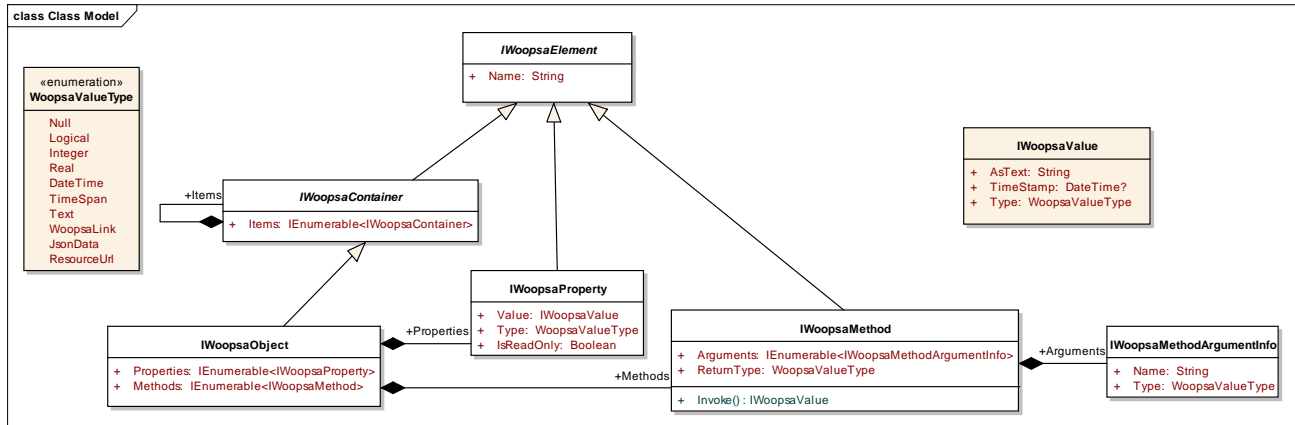 class Class Model
IWoopsaElement
+ Name: String
«enumeration»
WoopsaValueType
Null
Logical
Integer
Real
DateTime
TimeSpan
Text
WoopsaLink
JsonData
ResourceUrl
IWoopsaValue
+ AsText: String
+ TimeStamp: DateTime?
+ Type: WoopsaValueType
+Items
IWoopsaContainer
+ Items: IEnumerable<IWoopsaContainer>
IWoopsaProperty
+ Value: IWoopsaValue
+ Type: WoopsaValueType
+ IsReadOnly: Boolean
IWoopsaObject
+ Properties: IEnumerable<IWoopsaProperty>
+ Methods: IEnumerable<IWoopsaMethod>
+Properties
+Methods
IWoopsaMethod
+ Arguments: IEnumerable<IWoopsaMethodArgumentInfo>
+ ReturnType: WoopsaValueType
+ Invoke() : IWoopsaValue
+Arguments
IWoopsaMethodArgumentInfo
+ Name: String
+ Type: WoopsaValueType